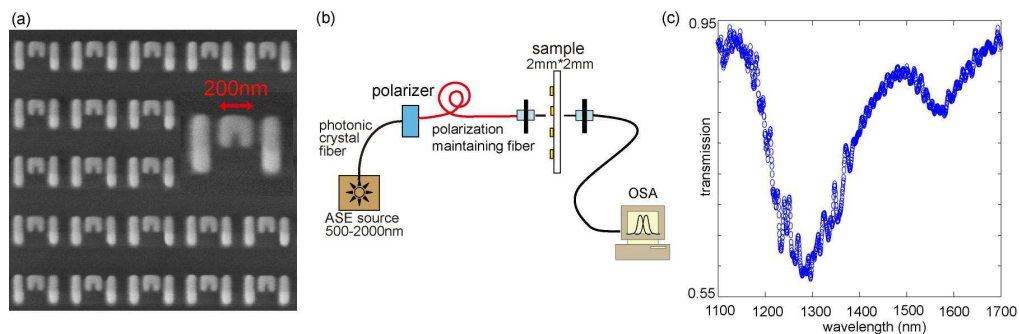 (a)
200nm
(b)
polarizer
photonic
crystal
fiber
polarization
maintaining fiber
sample
2mm*2mm
ASE source
500-2000nm
OSA
(c)
0.95
transmission
0.55
1100 1200 1300 1400 1500 1600 1700
wavelength (nm)